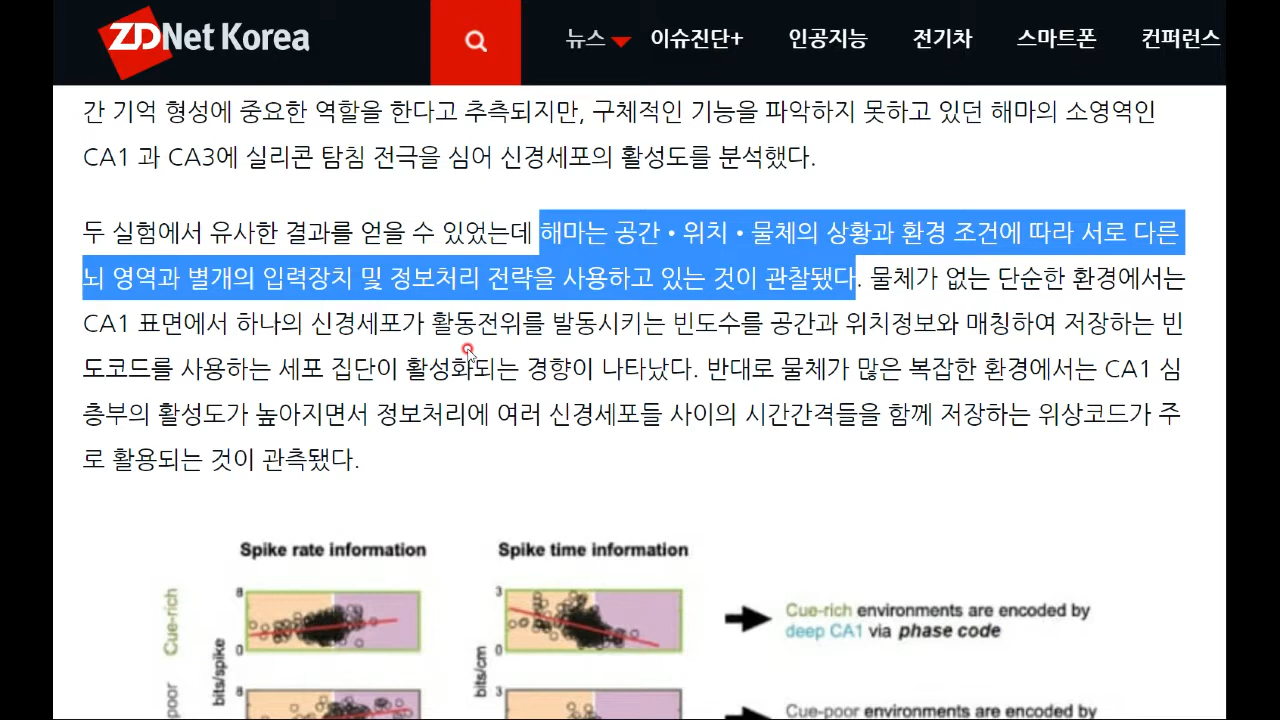 ZDNet Korea
뉴스 이슈진단+ 인공지능 전기차 스마트폰 컨퍼런스
간 기억 형성에 중요한 역할을 한다고 추측되지만, 구체적인 기능을 파악하지 못하고 있던 해마의 소영역인
CA1 과 CA3에 실리콘 탐침 전극을 심어 신경세포의 활성도를 분석했다.
두 실험에서 유사한 결과를 얻을 수 있었는데 해마는 공간 • 위치 • 물체의 상황과 환경 조건에 따라 서로 다른
뇌 영역과 별개의 입력장치 및 정보처리 전략을 사용하고 있는 것이 관찰됐다. 물체가 없는 단순한 환경에서는
CA1 표면에서 하나의 신경세포가 활동전위를 발동시키는 빈도수를 공간과 위치정보와 매칭하여 저장하는 빈
도코드를 사용하는 세포 집단이 활성화되는 경향이 나타났다. 반대로 물체가 많은 복잡한 환경에서는 CA1 심
층부의 활성도가 높아지면서 정보처리에 여러 신경세포들 사이의 시간간격들을 함께 저장하는 위상코드가 주
로 활용되는 것이 관측됐다.
Spike rate information Spike time information
Cue-rich
8
0
bits/spike
3
0
bits/cm
Cue-rich environments are encoded by
deep CA1 via phase code
poor
8
3
Cue-poor environments are encoded by